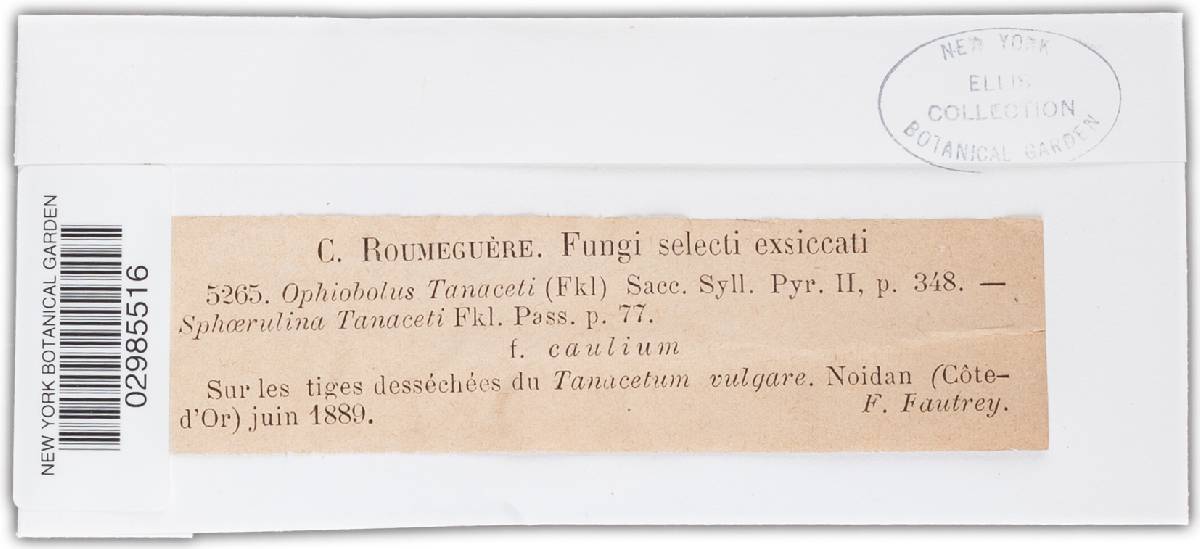 NEW YORK
ELLIS
COLLECTION
BOTANICAL GARDEN
NEW YORK BOTANICAL GARDEN
02985516
C. ROUMEGUÈRE. Fungi selecti exsiccati
5265. Ophiobolus Tanaceti (Fkl) Sacc. Syll. Pyr. II, p. 348. —
Sphœrulina Tanaceti Fkl. Pass. p. 77.
f. caulium
Sur les tiges desséchées du Tanacetum vulgare. Noidan (Côte-
d'Or) juin 1889.
F. Fautrey.